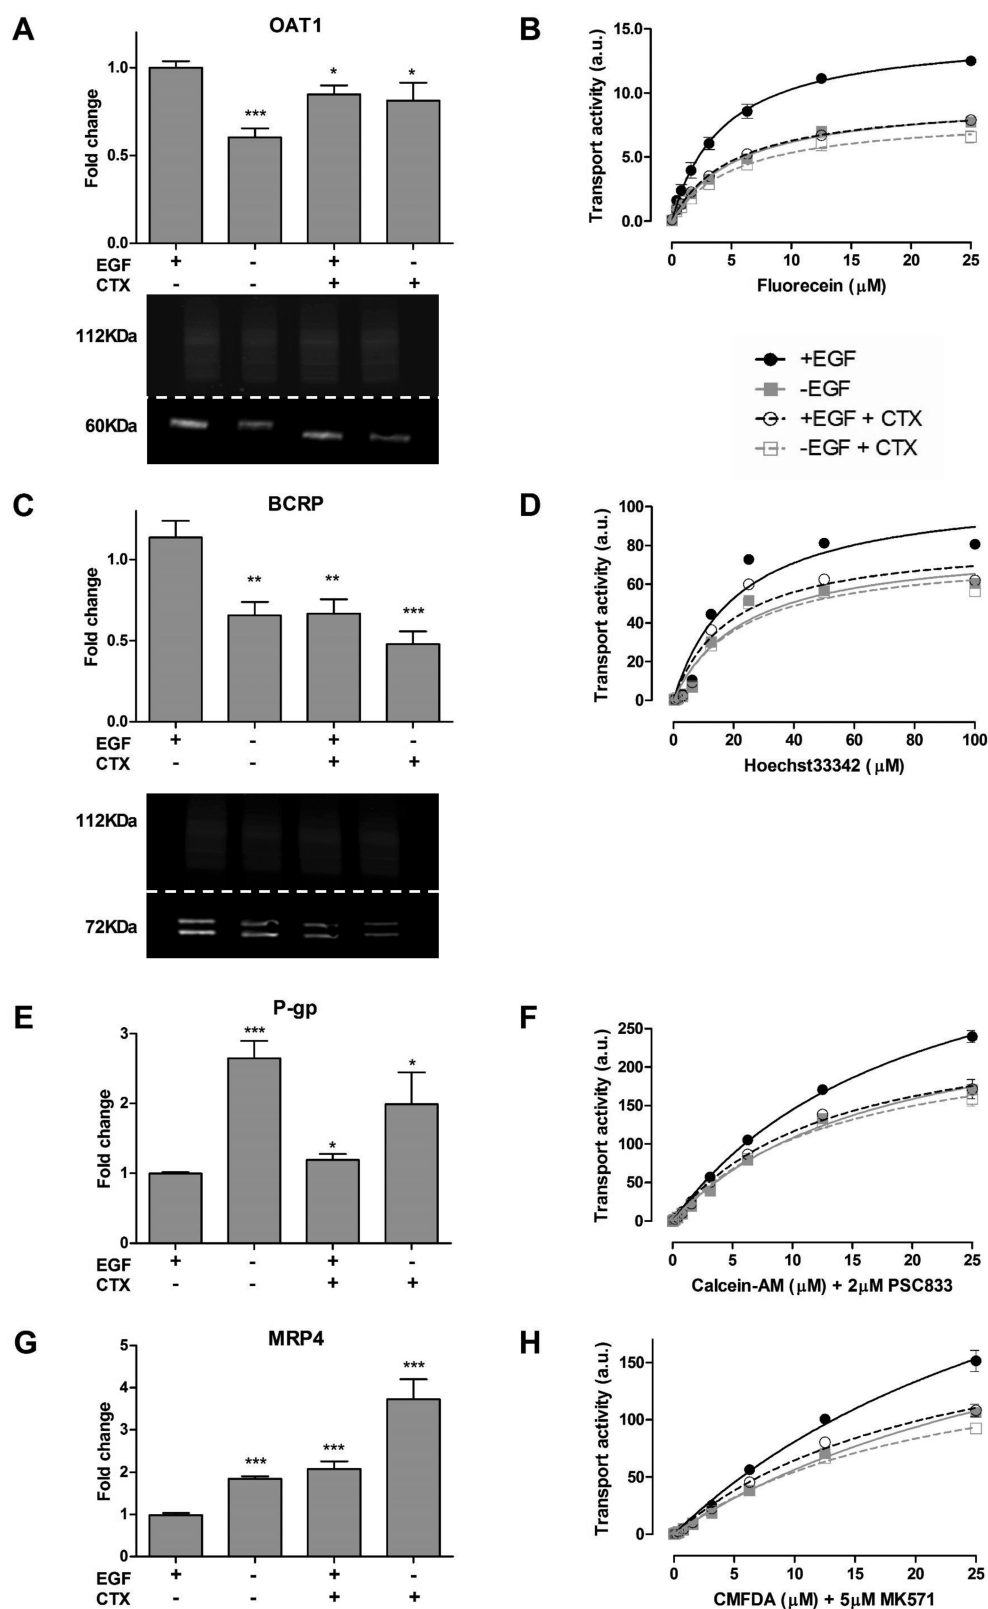 A
OAT1
Fold change
1.0
0.5
0.0
* * *** 
EGF + - + -
CTX - - + +
112KDa
60KDa
B
Transport activity (a.u.)
15.0
10.0
5.0
0.0
0 5 10 15 20 25
Fluorecein (µM)
+EGF
-EGF
+EGF + CTX
-EGF + CTX
C
BCRP
Fold change
1.0
0.5
0.0
** ** ***
EGF + - + -
CTX - - + +
112KDa
72KDa
D
Transport activity (a.u.)
100
80
60
40
20
0
0 20 40 60 80 100
Hoechst33342 (µM)
E
P-gp
Fold change
3
2
1
0
*** * *
EGF + - + -
CTX - - + +
F
Transport activity (a.u.)
250
200
150
100
50
0
0 5 10 15 20 25
Calcein-AM (µM) + 2µM PSC833
G
MRP4
Fold change
5
4
3
2
1
0
*** *** ***
EGF + - + -
CTX - - + +
H
Transport activity (a.u.)
150
100
50
0
0 5 10 15 20 25
CMFDA (µM) + 5µM MK571